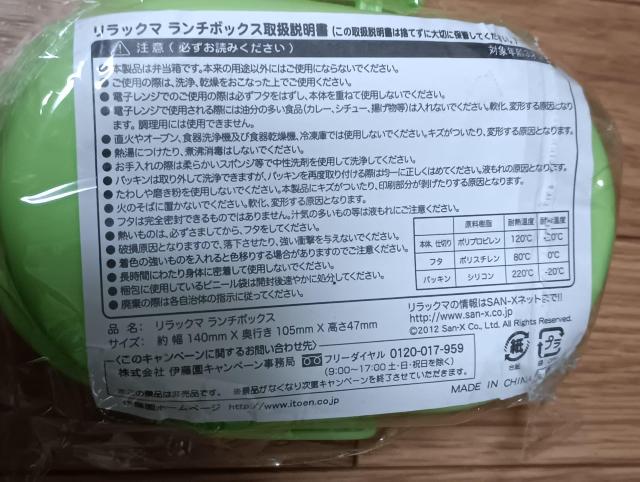 リラックマ ランチボックス取扱説明書 (この取扱説明書は捨てずに大切に保管してください。)
注意（必ずお読みください）
対象年齢
●本製品は弁当箱です。本来の用途以外にはご使用にならないでください。
●ご使用の際は、洗浄、乾燥をおこなった上でご使用ください。
●電子レンジでのご使用の際は必ずフタをはずし、本体を重ねて使用しないでください。
●電子レンジで使用される際には油分の多い食品(カレー、シチュー、揚げ物等)は入れないでください。軟化、変形する原因となり
ます。調理用には使用できません。
●直火やオーブン、食器洗浄機及び食器乾燥機、冷凍庫では使用しないでください。キズがついたり、変形する原因となります。
●熱湯につけたり、煮沸消毒はしないでください。
●お手入れの際は柔らかいスポンジ等で中性洗剤を使用して洗浄してください。
●パッキンは取り外して洗浄できますが、パッキンを再度取り付ける際は均一に正しくはめてください。液もれの原因となります。
●たわしや磨き粉を使用しないでください。本製品にキズがついたり、印刷部分が剥げたりする原因となります。
●火のそばに置かないでください。軟化、変形する原因となります。
●フタは完全密封できるものではありません。汁気の多いもの等は液もれにご注意ください。
●熱いものは、必ずさましてから、フタをしてください。
●破損原因となりますので、落下させたり、強い衝撃を与えないでください。
●着色の強いものを入れると色移りする場合がありますのでご注意ください。
●長時間にわたり身体に密着して使用しないでください。
●梱包に使用しているビニール袋は開封後速やかに処分してください。
●廃棄の際は各自治体の指示に従ってください。
原料樹脂 耐熱温度 耐冷温度
本体、仕切り ポリプロピレン 120℃ -20℃
フタ ポリスチレン 80℃ 0℃
パッキン シリコン 220℃ -20℃
品 名： リラックマ ランチボックス
サイズ： 約 幅 140mm X 奥行き 105mm X 高さ47mm
リラックマの情報はSAN-Xネットまで!!
http://www.san-x.co.jp
©2012 San-X Co., Ltd. All Rights Reserved.
〈このキャンペーンに関するお問い合わせ先〉
株式会社 伊藤園キャンペーン事務局 フリーダイヤル 0120-017-959
(9:00〜17:00 土・日・祝日を除く)
景品は非売品です。 ※景品がなくなり次第キャンペーンを終了させていただきます。
伊藤園ホームページ http://www.itoen.co.jp
紙
台紙
プラ
MADE IN CHINA